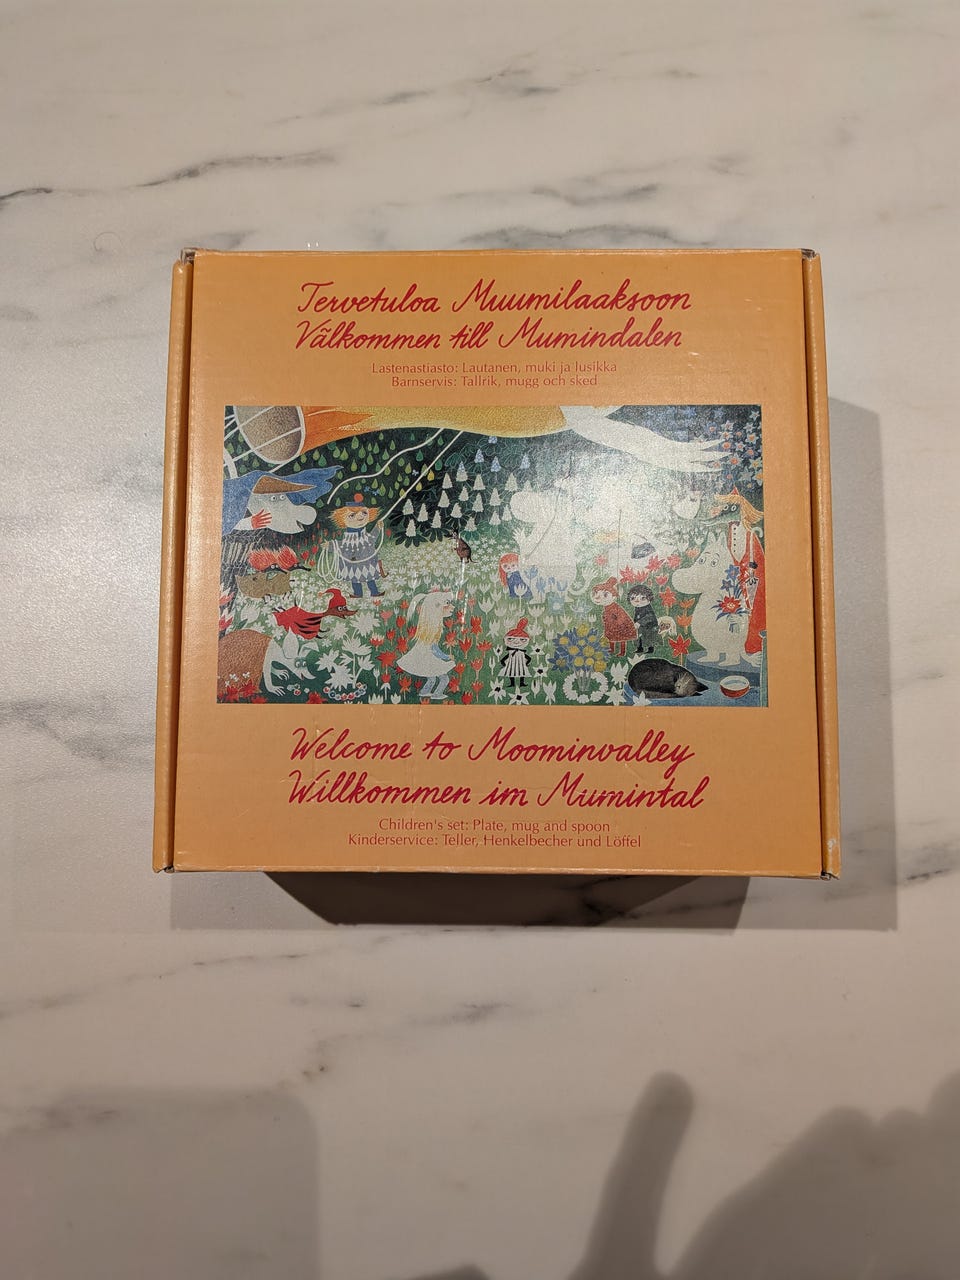 Tervetuloa Muumilaaksoon
Välkommen till Mumindalen
Lastenastiasto: Lautanen, muki ja lusikka
Barnservis: Tallrik, mugg och sked
Welcome to Moominvalley
Willkommen im Mumintal
Children's set: Plate, mug and spoon
Kinderservice: Teller, Henkelbecher und Löffel